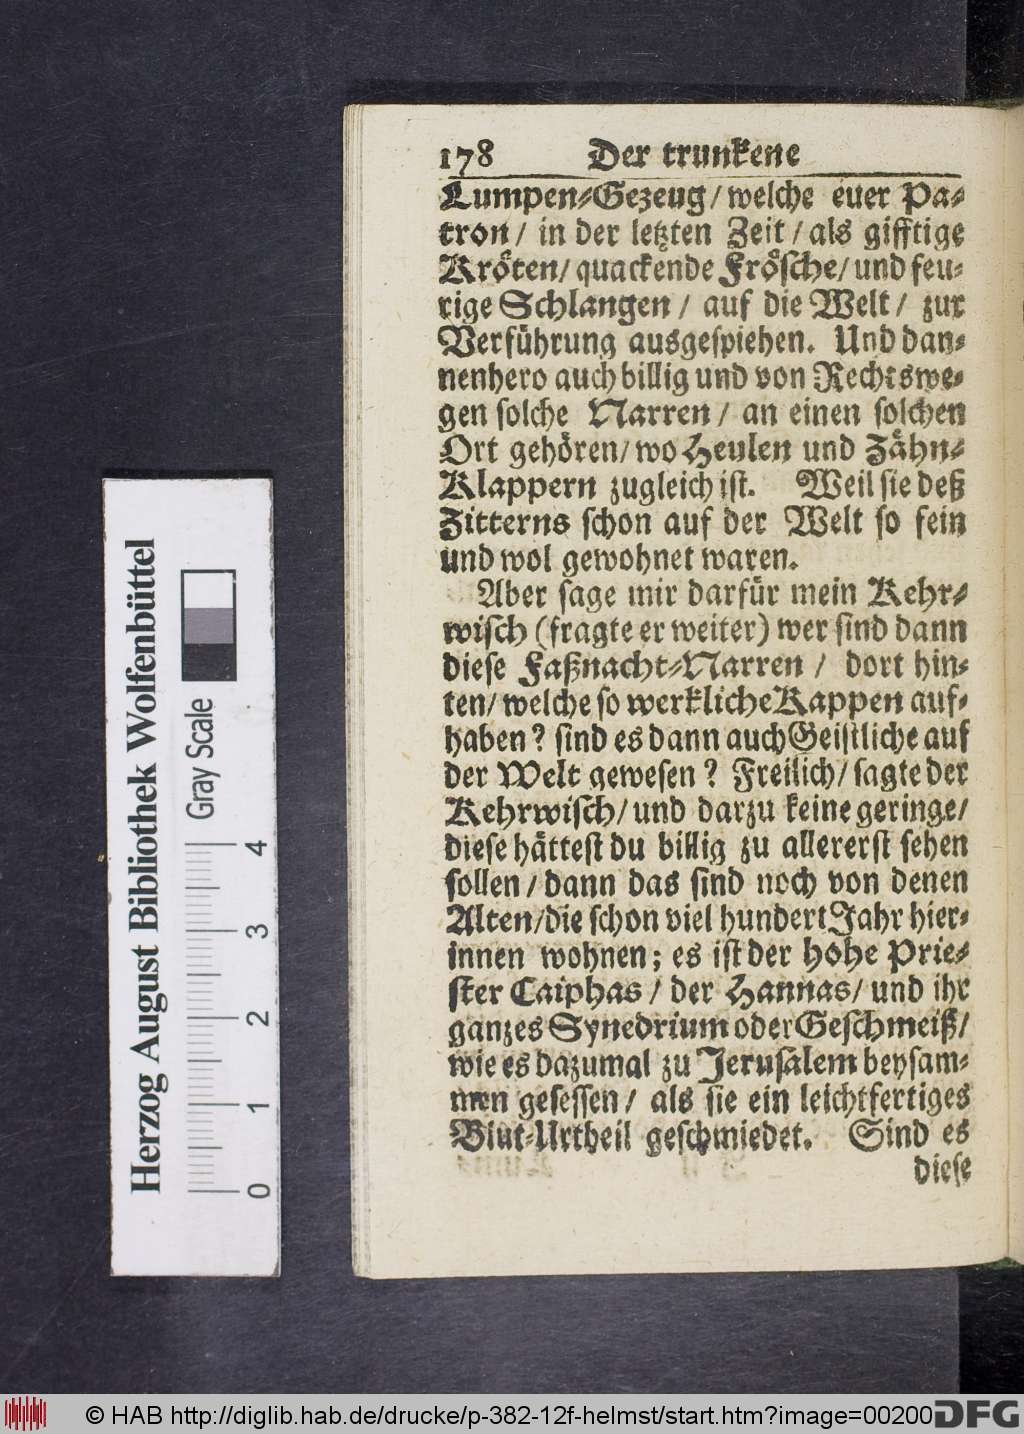 178 Der trunkene
Lumpen-Gezeug / welche euer Pa-
tron / in der letzten Zeit / als gifftige
Kröten / quackende Frösche / und feu-
rige Schlangen / auf die Welt / zur
Verführung ausgespiehen. Und dan-
nenhero auch billig und von Rechtswe-
gen solche Narren / an einen solchen
Ort gehören / wo Heulen und Zähn-
Klappern zugleich ist. Weil sie deß
Zitterns schon auf der Welt so fein
und wol gewohnet waren.
Aber sage mir darfür mein Kehr-
wisch (fragte er weiter) wer sind dann
diese Faßnacht-Narren / dort hin-
ten / welche so werkliche Kappen auf-
haben? sind es dann auch Geistliche auf
der Welt gewesen? Freilich / sagte der
Kehrwisch / und darzu keine geringe /
diese hättest du billig zu allererst sehen
sollen / dann das sind noch von denen
Alten / die schon viel hundert Jahr hier-
innen wohnen; es ist der hohe Prie-
ster Caiphas / der Hannas / und ihr
ganzes Synedrium oder Geschmeiß /
wie es dazumal zu Jerusalem beysam-
men gesessen / als sie ein leichtfertiges
Blut-Urtheil geschmiedet. Sind es
diese
Herzog August Bibliothek Wolfenbüttel
Gray Scale
0 1 2 3 4
© HAB http://diglib.hab.de/drucke/p-382-12f-helmst/start.htm?image=00200
DFG